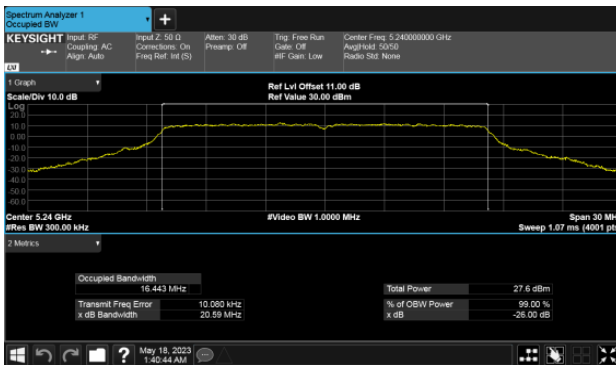 Spectrum Analyzer 1
Occupied BW
KEYSIGHT
Input: RF
Coupling: AC
Align: Auto
Input Z: 50 Ω
Corrections: On
Freq Ref: Int (S)
Atten: 30 dB
Preamp: Off
Trig: Free Run
Gate: Off
#IF Gain: Low
Center Freq: 5.240000000 GHz
Avg|Hold: 50/50
Radio Std: None
LXI
1 Graph
Scale/Div 10.0 dB
Ref Lvl Offset 11.00 dB
Ref Value 30.00 dBm
Log
20.0
10.0
0.00
-10.0
-20.0
-30.0
-40.0
-50.0
-60.0
Center 5.24 GHz
#Res BW 300.00 kHz
#Video BW 1.0000 MHz
Span 30 MH
Sweep 1.07 ms (4001 pts
2 Metrics
Occupied Bandwidth
16.443 MHz
Transmit Freq Error 10.080 kHz
x dB Bandwidth 20.59 MHz
Total Power 27.6 dBm
% of OBW Power 99.00 %
x dB -26.00 dB
?
May 18, 2023
1:40:44 AM